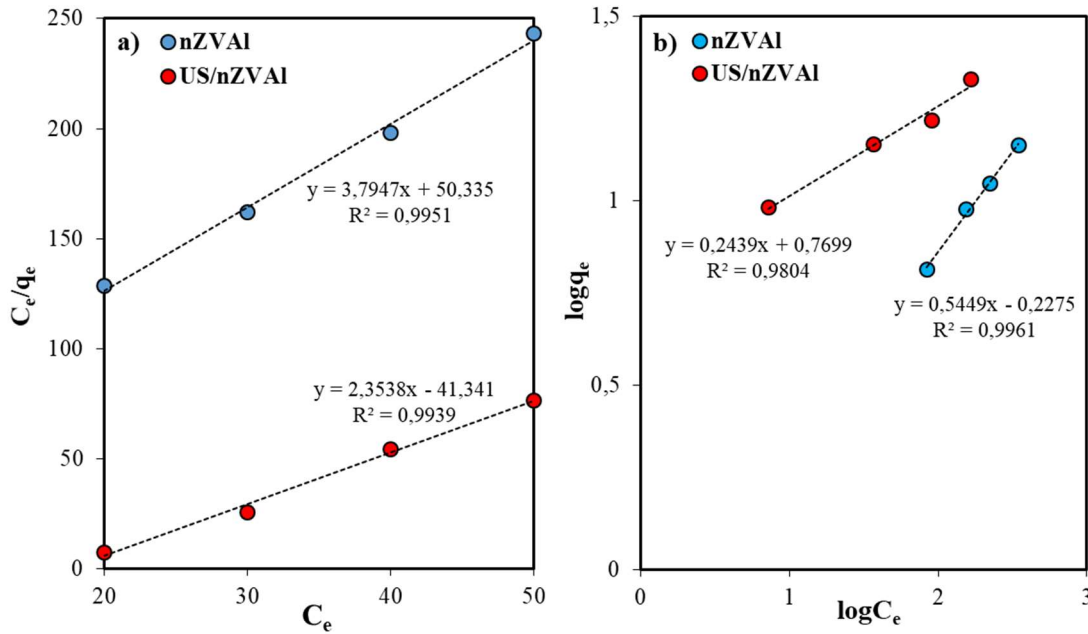 a)
nZVAl
US/nZVAl
250
200
150
100
50
0
y = 3,7947x + 50,335
R² = 0,9951
y = 2,3538x - 41,341
R² = 0,9939
20
30
40
50
Cₑ/qₑ
Cₑ
b)
nZVAl
US/nZVAl
1,5
1
0,5
0
y = 0,2439x + 0,7699
R² = 0,9804
y = 0,5449x - 0,2275
R² = 0,9961
0
1
2
3
logqₑ
logCₑ